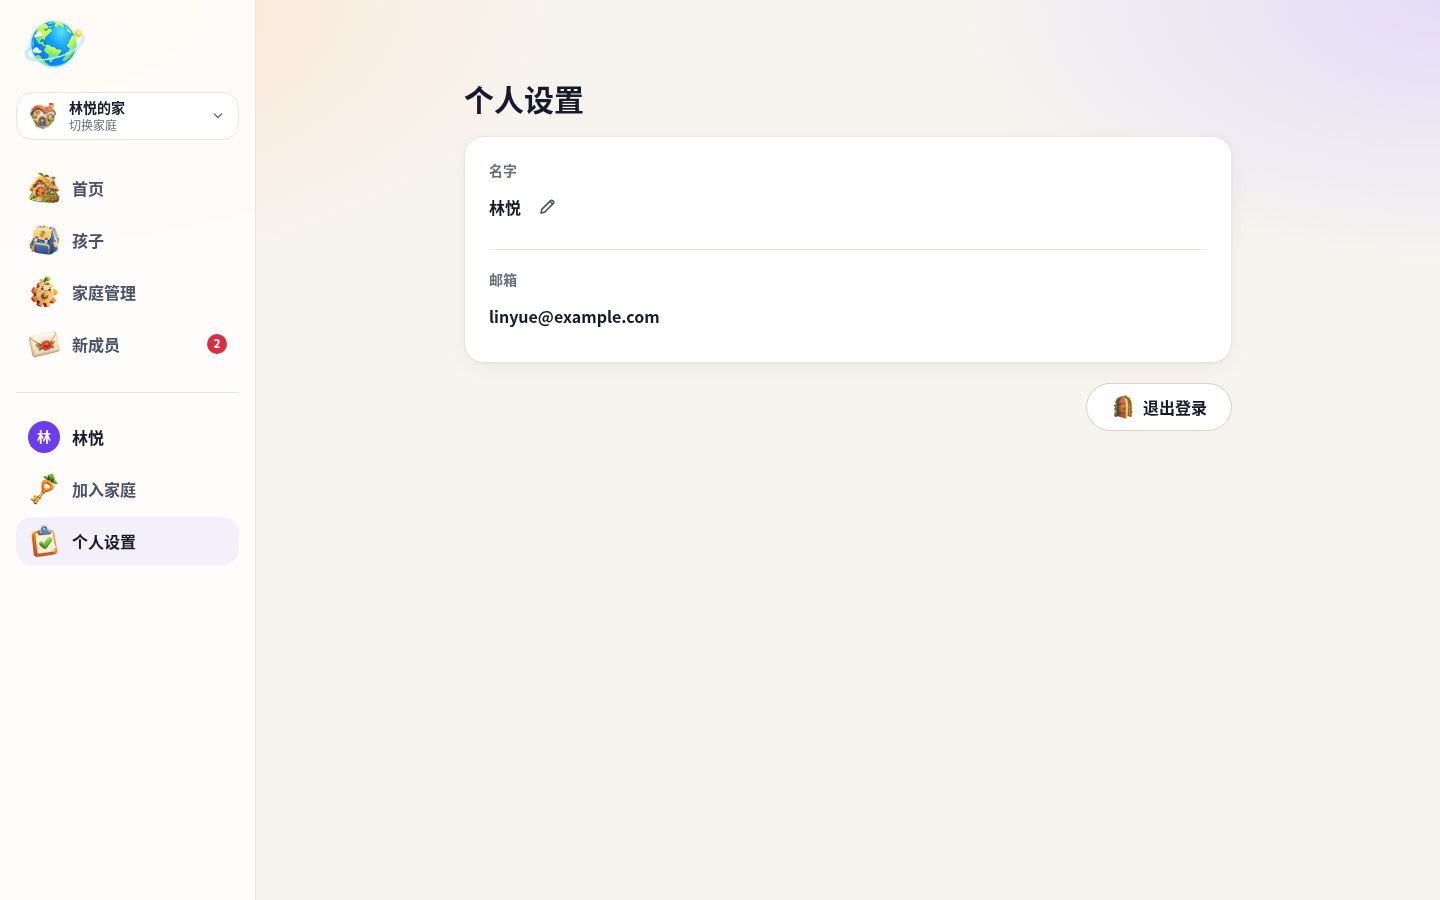 林悦的家
切换家庭
首页
孩子
家庭管理
新成员 2
林 林悦
加入家庭
个人设置
个人设置
名字
林悦
邮箱
linyue@example.com
退出登录